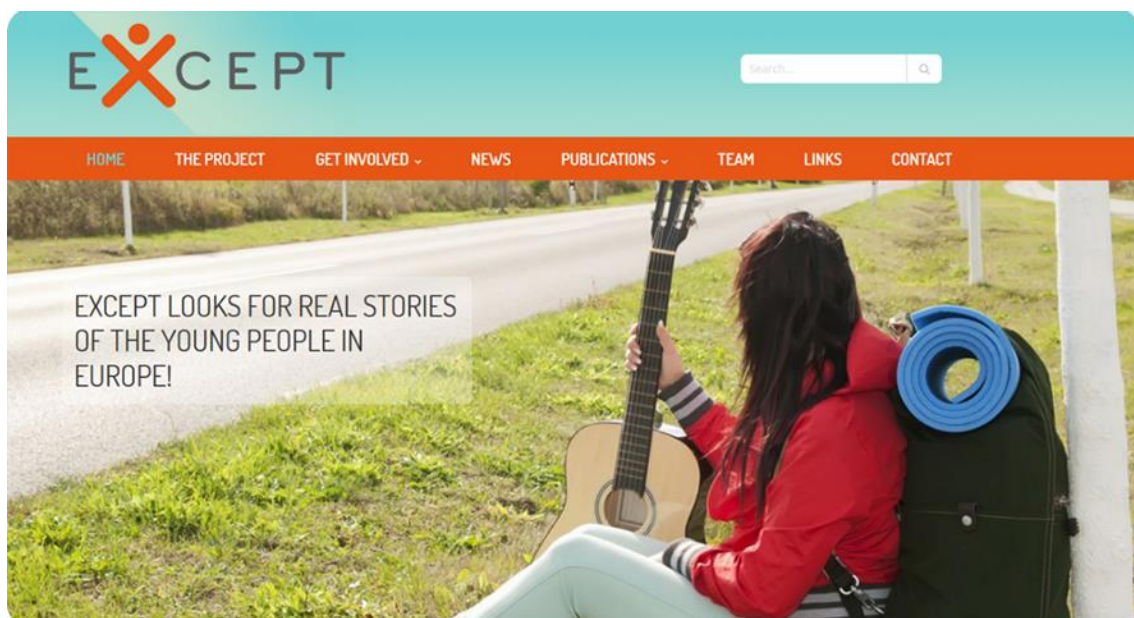 EXCEPT
Search...
HOME THE PROJECT GET INVOLVED NEWS PUBLICATIONS TEAM LINKS CONTACT
EXCEPT LOOKS FOR REAL STORIES
OF THE YOUNG PEOPLE IN
EUROPE!